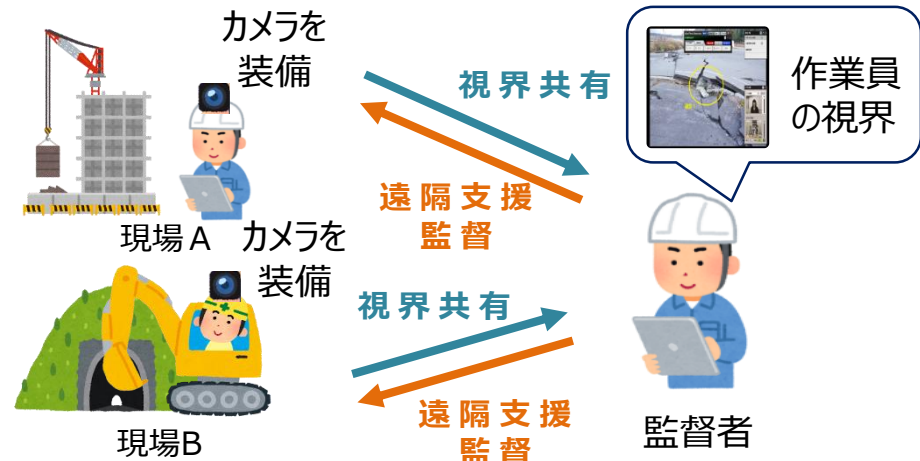 カメラを
装備
視界共有
遠隔支援
監督
現場A
カメラを
装備
視界共有
遠隔支援
監督
現場B
作業員
の視界
監督者